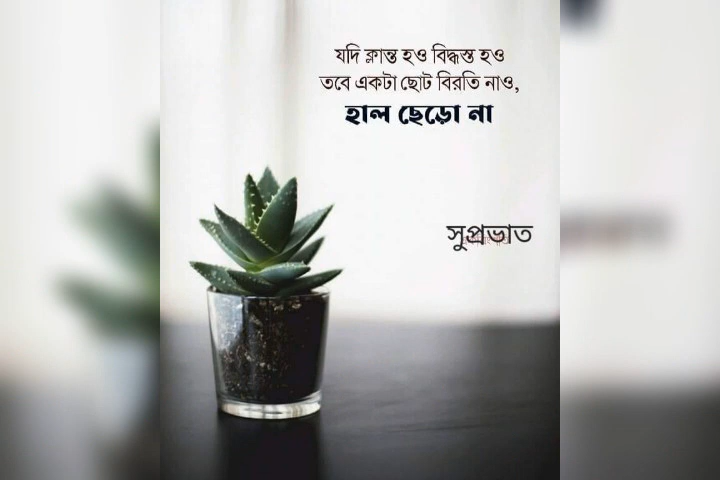 যদি ক্লান্ত হও বিদ্ধস্ত হও
তবে একটা ছোট বিরতি নাও,
হাল ছেড়ো না
সুপ্রভাত